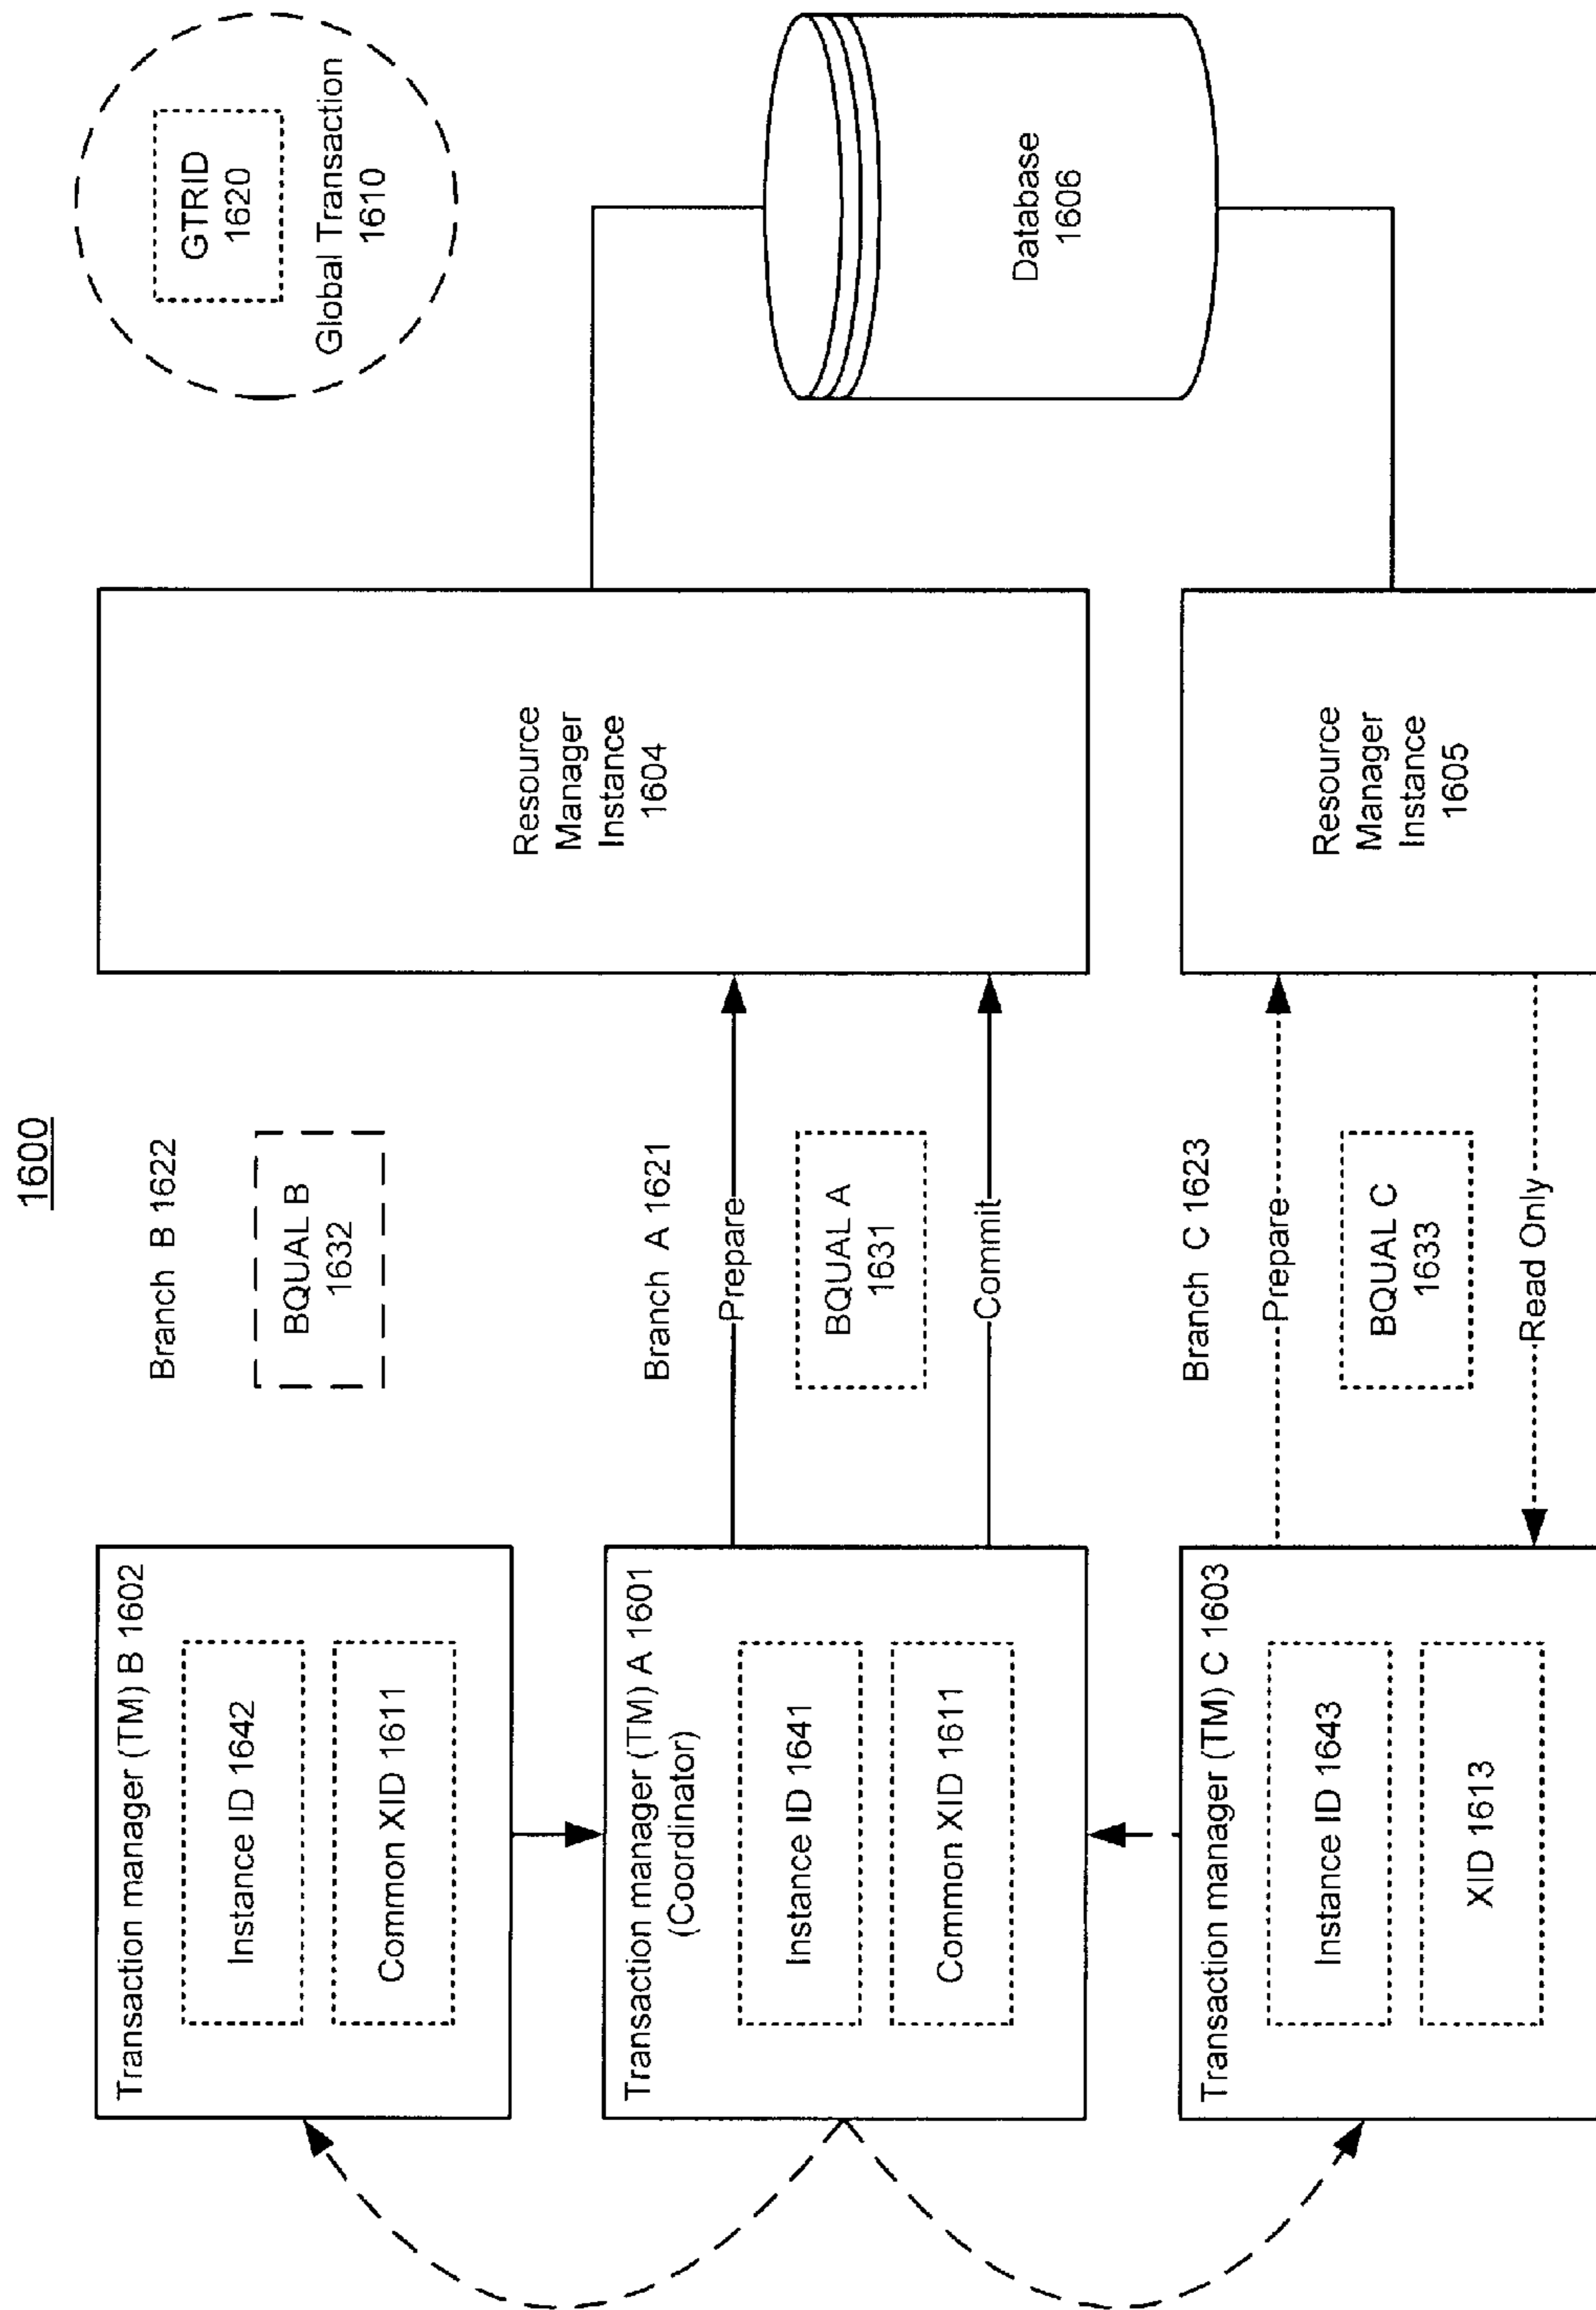 1600
Transaction manager (TM) B 1602
Instance ID 1642
Common XID 1611
Branch B 1622
BQUAL B
1632
Transaction manager (TM) A 1601
(Coordinator)
Instance ID 1641
Common XID 1611
Branch A 1621
Prepare
BQUAL A
1631
Commit
Resource
Manager
Instance
1604
Transaction manager (TM) C 1603
Instance ID 1643
XID 1613
Branch C 1623
Prepare
BQUAL C
1633
Read Only
Resource
Manager
Instance
1605
GTRID
1620
Global Transaction
1610
Database
1606